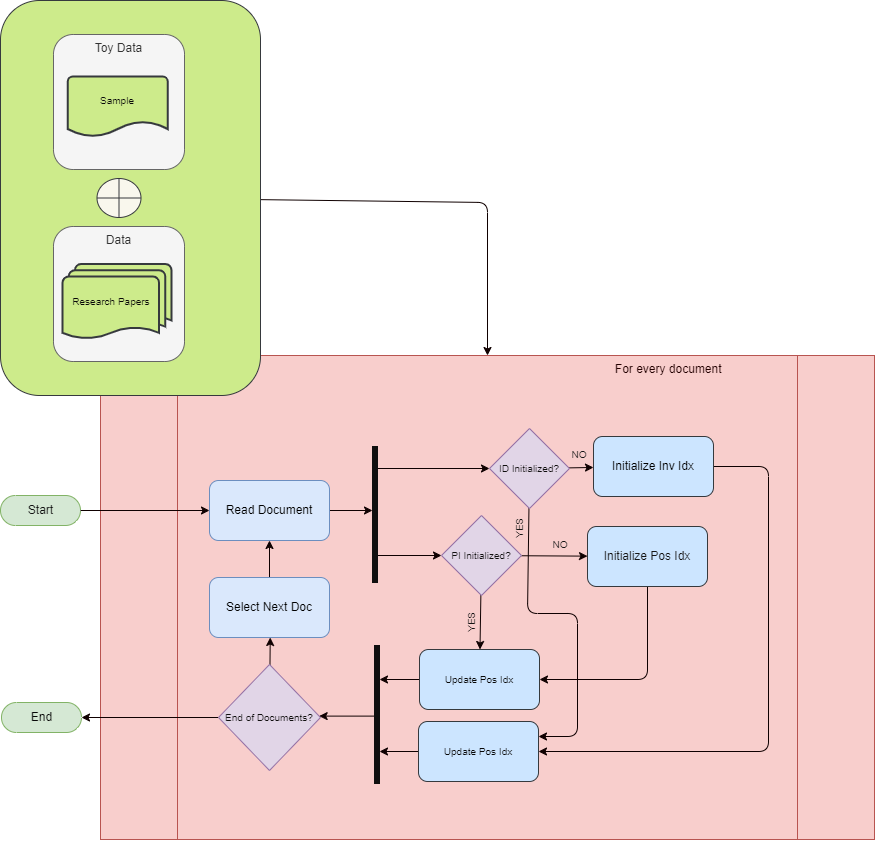 Toy Data
Sample
Data
Research Papers
For every document
ID Initialized?
NO
Initialize Inv Idx
Start
Read Document
YES
PI Initialized?
NO
Initialize Pos Idx
Select Next Doc
YES
Update Pos Idx
End
End of Documents?
Update Pos Idx